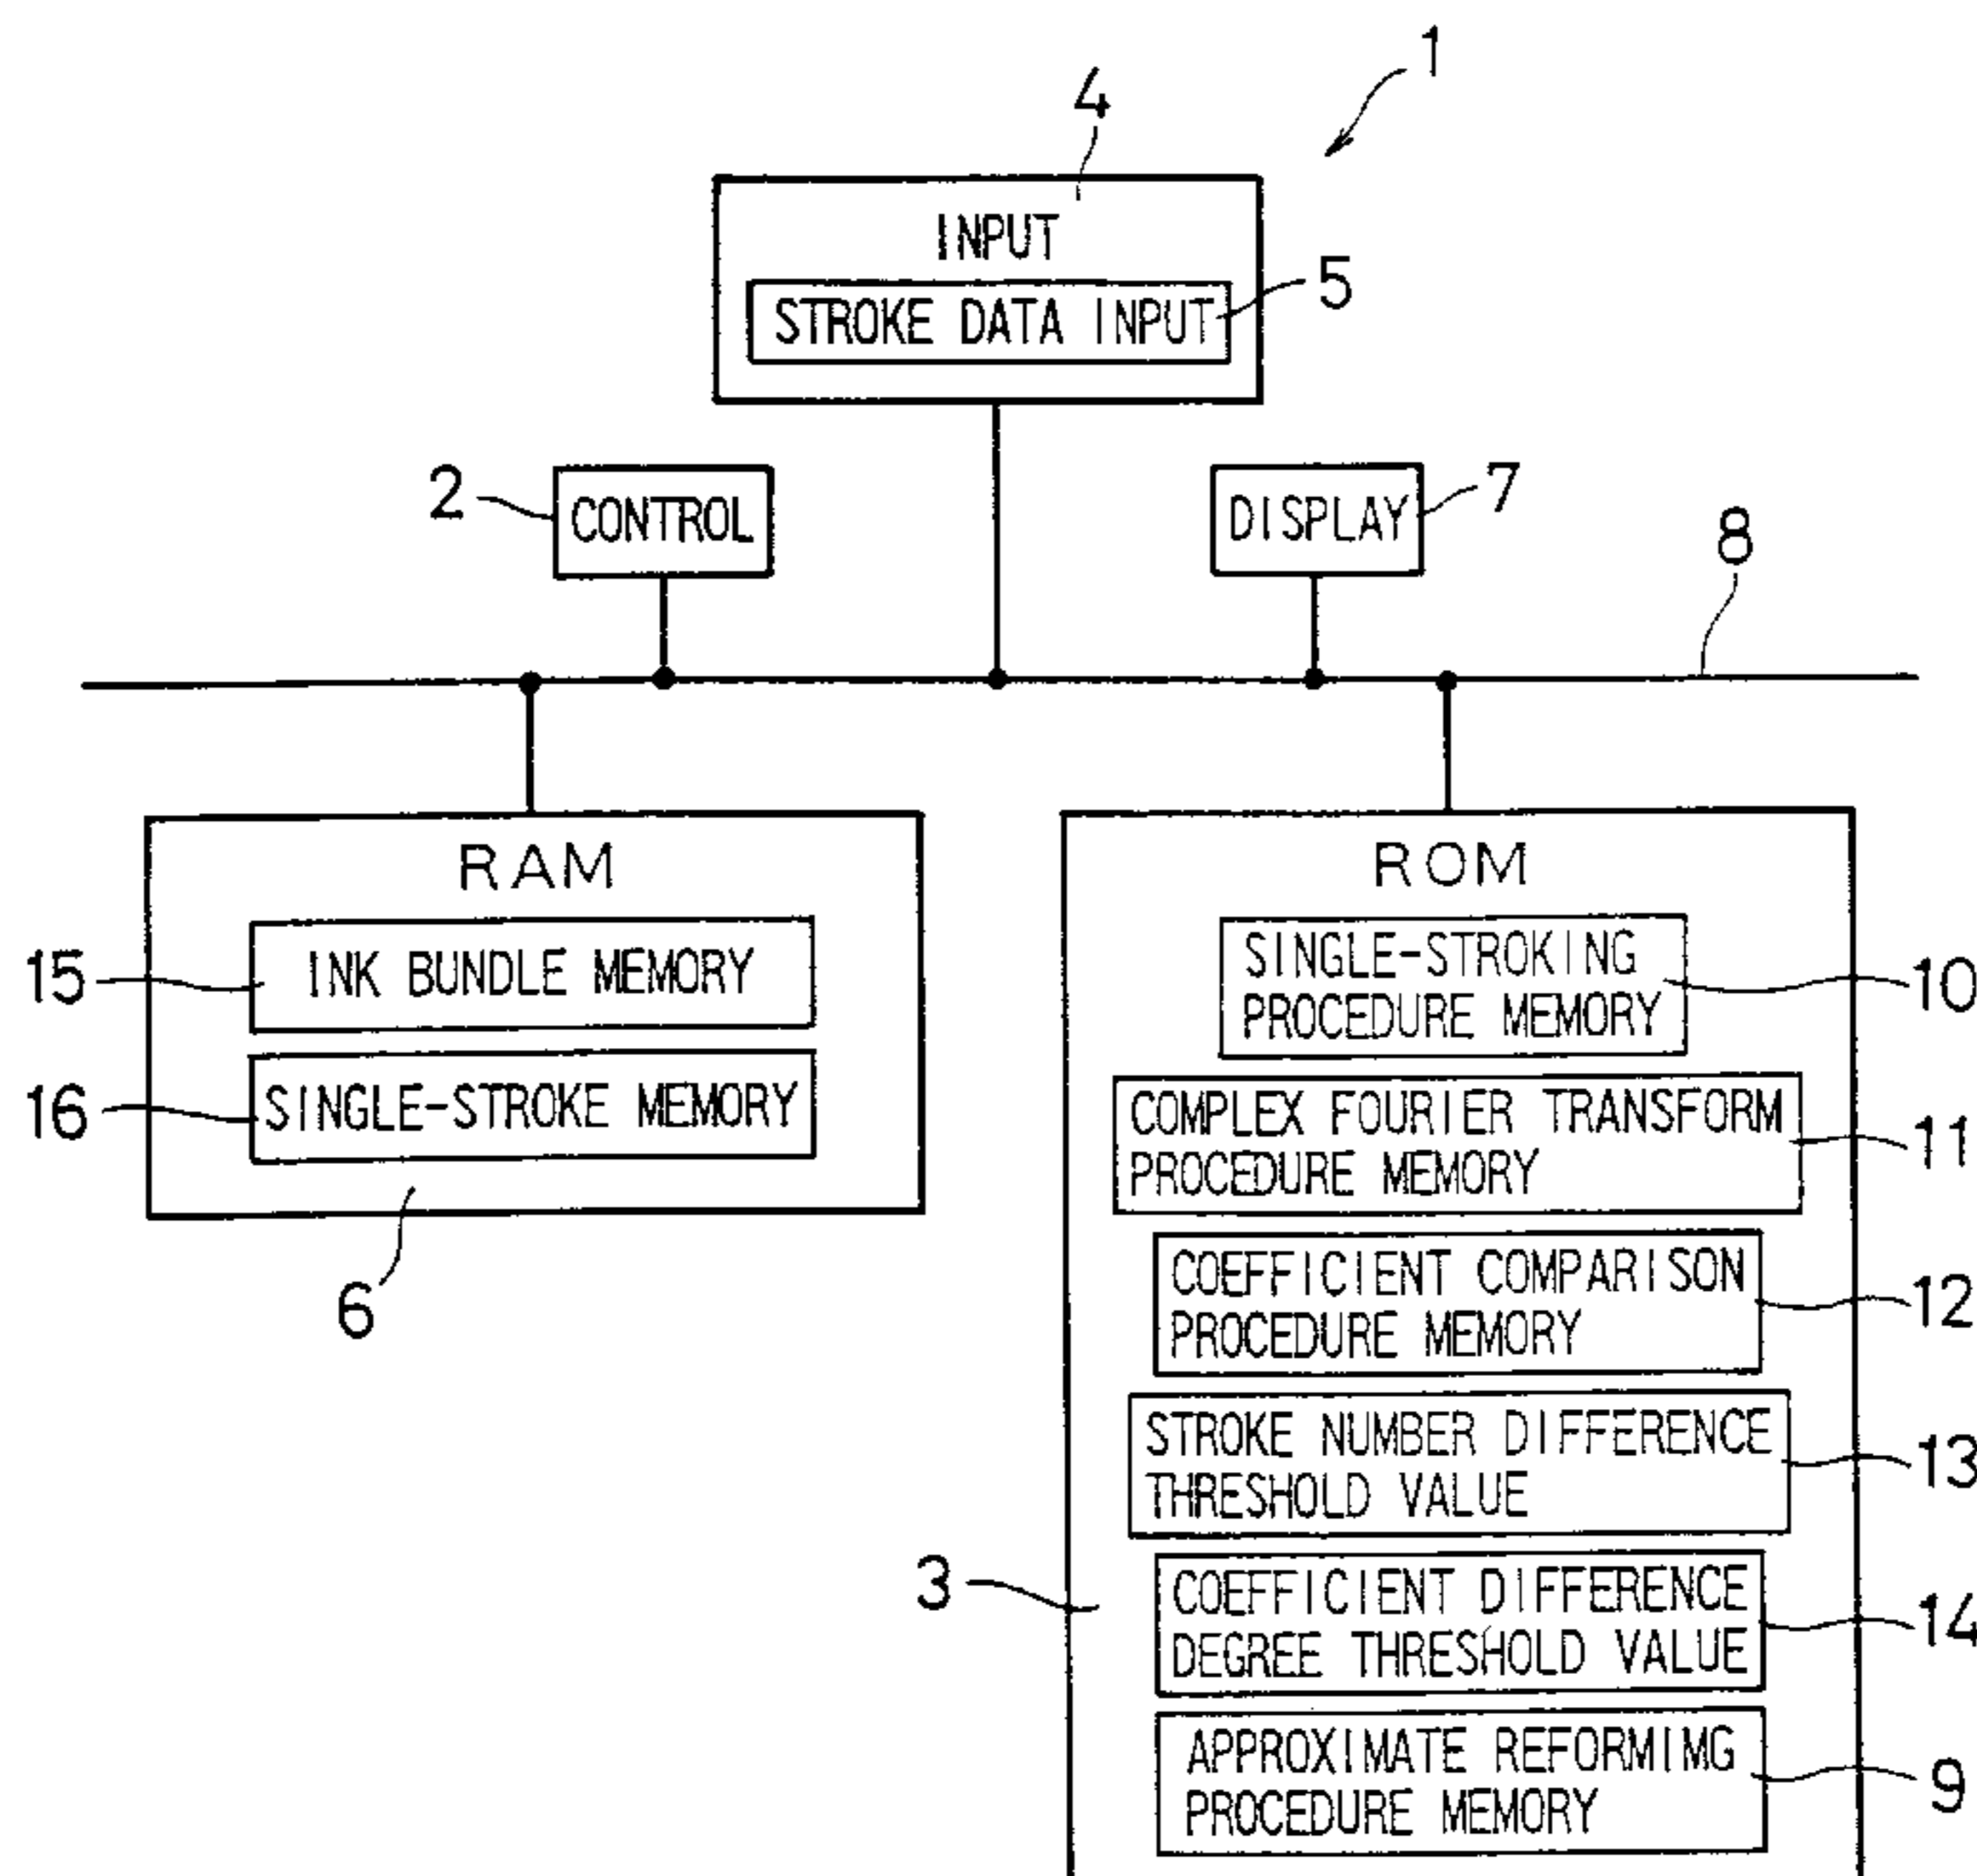 1
4
INPUT
STROKE DATA INPUT
5
2
CONTROL
DISPLAY
7
8
RAM
15
INK BUNDLE MEMORY
16
SINGLE-STROKE MEMORY
6
ROM
SINGLE-STROKING
PROCEDURE MEMORY
10
COMPLEX FOURIER TRANSFORM
PROCEDURE MEMORY
11
COEFFICIENT COMPARISON
PROCEDURE MEMORY
12
STROKE NUMBER DIFFERENCE
THRESHOLD VALUE
13
3
COEFFICIENT DIFFERENCE
DEGREE THRESHOLD VALUE
14
APPROXIMATE REFORMIMG
PROCEDURE MEMORY
9